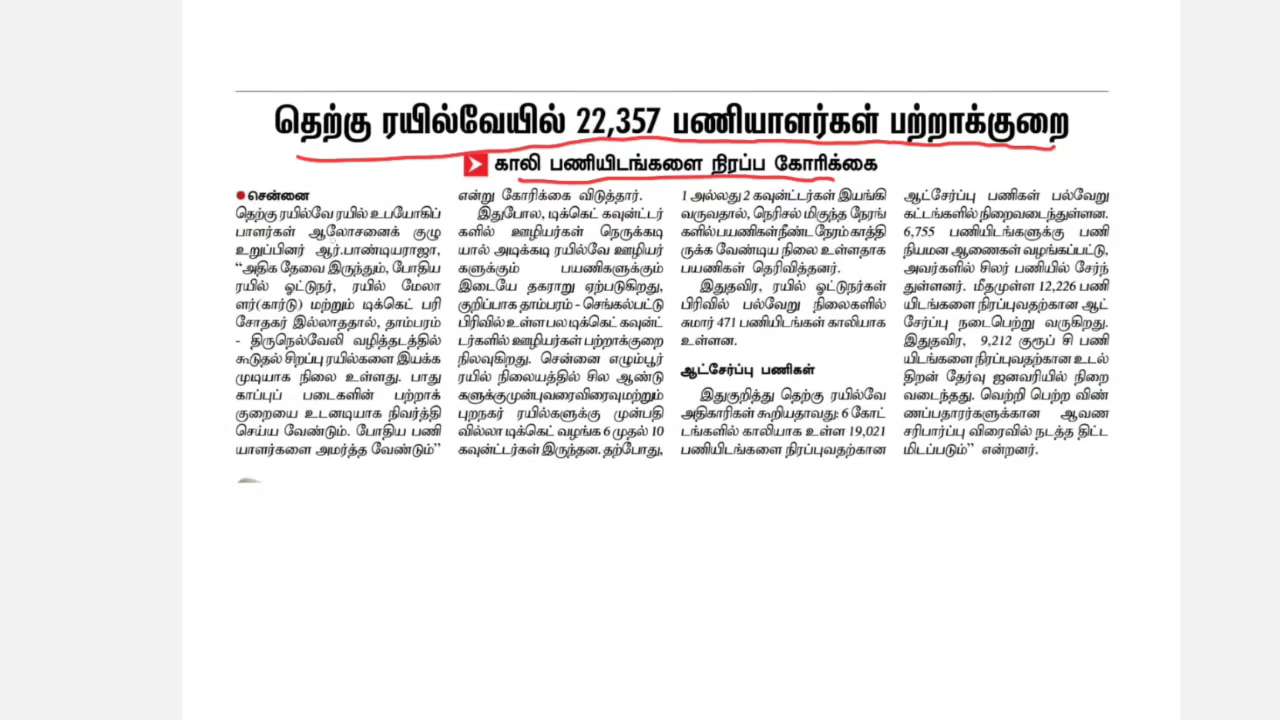 தெற்கு ரயில்வேயில் 22,357 பணியாளர்கள் பற்றாக்குறை
காலி பணியிடங்களை நிரப்ப கோரிக்கை
சென்னை
தெற்கு ரயில்வே ரயில் உபயோகிப்
பாளர்கள் ஆலோசனைக் குழு
உறுப்பினர் ஆர்.பாண்டியராஜா,
“அதிக தேவை இருந்தும், போதிய
ரயில் ஓட்டுநர், ரயில் மேலா
ளர்(கார்டு) மற்றும் டிக்கெட் பரி
சோதகர் இல்லாததால், தாம்பரம்
- திருநெல்வேலி வழித்தடத்தில்
கூடுதல் சிறப்பு ரயில்களை இயக்க
முடியாத நிலை உள்ளது. பாது
காப்புப் படைகளின் பற்றாக்
குறையை உடனடியாக நிவர்த்தி
செய்ய வேண்டும். போதிய பணி
யாளர்களை அமர்த்த வேண்டும்”
என்று கோரிக்கை விடுத்தார்.
இதுபோல, டிக்கெட் கவுன்ட்டர்
களில் ஊழியர்கள் நெருக்கடி
யால் அடிக்கடி ரயில்வே ஊழியர்
களுக்கும் பயணிகளுக்கும்
இடையே தகராறு ஏற்படுகிறது,
குறிப்பாக தாம்பரம் - செங்கல்பட்டு
பிரிவில் உள்ள பல டிக்கெட் கவுன்ட்
டர்களில் ஊழியர்கள் பற்றாக்குறை
நிலவுகிறது. சென்னை எழும்பூர்
ரயில் நிலையத்தில் சில ஆண்டு
களுக்குமுன்புவரைவிரைவுமற்றும்
புறநகர் ரயில்களுக்கு முன்பதி
வில்லா டிக்கெட் வழங்க 6 முதல் 10
கவுன்ட்டர்கள் இருந்தன. தற்போது,
1 அல்லது 2 கவுன்ட்டர்கள் இயங்கி
வருவதால், நெரிசல் மிகுந்த நேரங்
களில் பயணிகள் நீண்ட நேரம் காத்தி
ருக்க வேண்டிய நிலை உள்ளதாக
பயணிகள் தெரிவித்தனர்.
இதுதவிர, ரயில் ஓட்டுநர்கள்
பிரிவில் பல்வேறு நிலைகளில்
சுமார் 471 பணியிடங்கள் காலியாக
உள்ளன.
ஆட்சேர்ப்பு பணிகள்
இதுகுறித்து தெற்கு ரயில்வே
அதிகாரிகள் கூறியதாவது: 6 கோட்
டங்களில் காலியாக உள்ள 19,021
பணியிடங்களை நிரப்புவதற்கான
ஆட்சேர்ப்பு பணிகள் பல்வேறு
கட்டங்களில் நிறைவடைந்துள்ளன.
6,755 பணியிடங்களுக்கு பணி
நியமன ஆணைகள் வழங்கப்பட்டு,
அவர்களில் சிலர் பணியில் சேர்ந்
துள்ளனர். மீதமுள்ள 12,226 பணி
யிடங்களை நிரப்புவதற்கான ஆட்
சேர்ப்பு நடைபெற்று வருகிறது.
இதுதவிர, 9,212 குரூப் சி பணி
யிடங்களை நிரப்புவதற்கான உடல்
திறன் தேர்வு ஜனவரியில் நிறை
வடைந்தது. வெற்றி பெற்ற விண்
ணப்பதாரர்களுக்கான ஆவண
சரிபார்ப்பு விரைவில் நடத்த திட்ட
மிடப்படும்” என்றனர்.